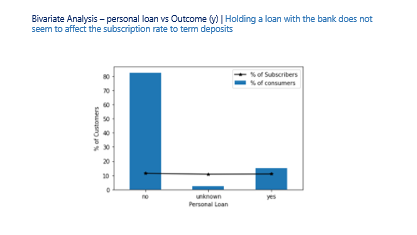 Bivariate Analysis – personal loan vs Outcome (y) | Holding a loan with the bank does not
seem to affect the subscription rate to term deposits
% of Subscribers
% of consumers
80
70
60
50
40
30
20
10
0
% of Customers
no unknown yes
Personal Loan